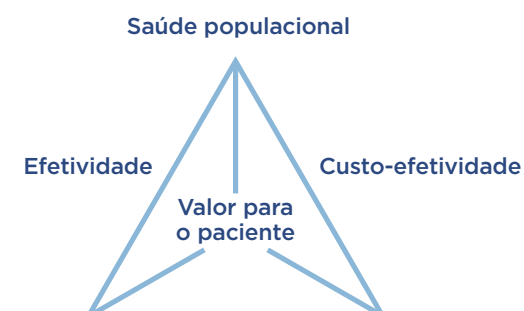 Saúde populacional
Efetividade
Custo-efetividade
Valor para
o paciente